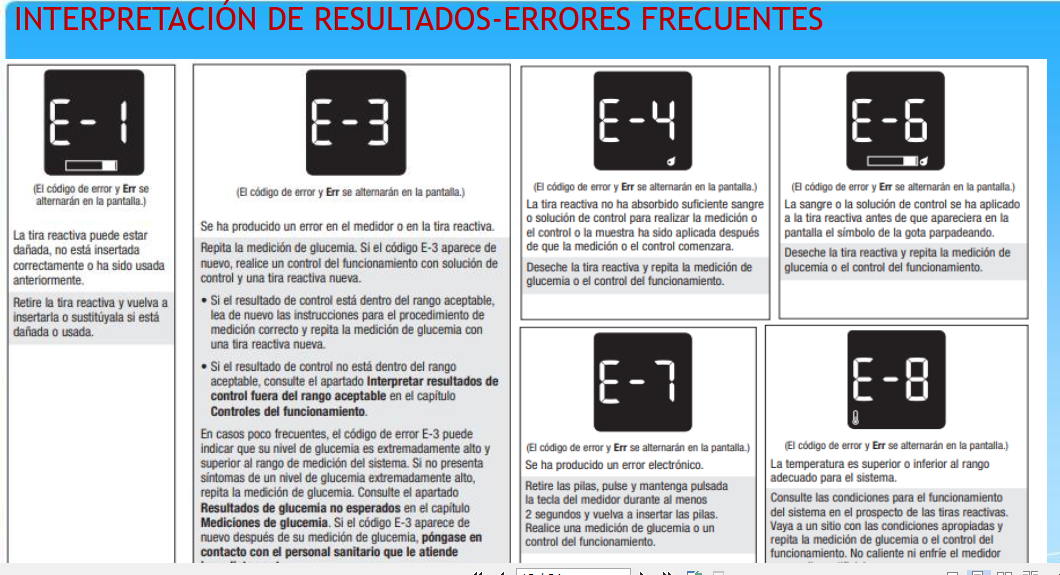 INTERPRETACIÓN DE RESULTADOS-ERRORES FRECUENTES
E-1
(El código de error y Err se
alternarán en la pantalla.)
La tira reactiva puede estar
dañada, no está insertada
correctamente o ha sido usada
anteriormente.
Retire la tira reactiva y vuelva a
insertarla o sustitúyala si está
dañada o usada.
E-3
(El código de error y Err se alternarán en la pantalla.)
Se ha producido un error en el medidor o en la tira reactiva.
Repita la medición de glucemia. Si el código E-3 aparece de
nuevo, realice un control del funcionamiento con solución de
control y una tira reactiva nueva.
• Si el resultado de control está dentro del rango aceptable,
lea de nuevo las instrucciones para el procedimiento de
medición correcto y repita la medición de glucemia con
una tira reactiva nueva.
• Si el resultado de control no está dentro del rango
aceptable, consulte el apartado Interpretar resultados de
control fuera del rango aceptable en el capítulo
Controles del funcionamiento.
En casos poco frecuentes, el código de error E-3 puede
indicar que su nivel de glucemia es extremadamente alto y
superior al rango de medición del sistema. Si no presenta
síntomas de un nivel de glucemia extremadamente alto,
repita la medición de glucemia. Consulte el apartado
Resultados de glucemia no esperados en el capítulo
Mediciones de glucemia. Si el código E-3 aparece de
nuevo después de su medición de glucemia, póngase en
contacto con el personal sanitario que le atiende
E-4
(El código de error y Err se alternarán en la pantalla.)
La tira reactiva no ha absorbido suficiente sangre
o solución de control para realizar la medición o
el control o la muestra ha sido aplicada después
de que la medición o el control comenzara.
Deseche la tira reactiva y repita la medición de
glucemia o el control del funcionamiento.
E-6
(El código de error y Err se alternarán en la pantalla.)
La sangre o la solución de control se ha aplicado
a la tira reactiva antes de que apareciera en la
pantalla el símbolo de la gota parpadeando.
Deseche la tira reactiva y repita la medición de
glucemia o el control del funcionamiento.
E-7
(El código de error y Err se alternarán en la pantalla.)
Se ha producido un error electrónico.
Retire las pilas, pulse y mantenga pulsada
la tecla del medidor durante al menos
2 segundos y vuelva a insertar las pilas.
Realice una medición de glucemia o un
control del funcionamiento.
E-8
(El código de error y Err se alternarán en la pantalla.)
La temperatura es superior o inferior al rango
adecuado para el sistema.
Consulte las condiciones para el funcionamiento
del sistema en el prospecto de las tiras reactivas.
Vaya a un sitio con las condiciones apropiadas y
repita la medición de glucemia o el control del
funcionamiento. No caliente ni enfríe el medidor